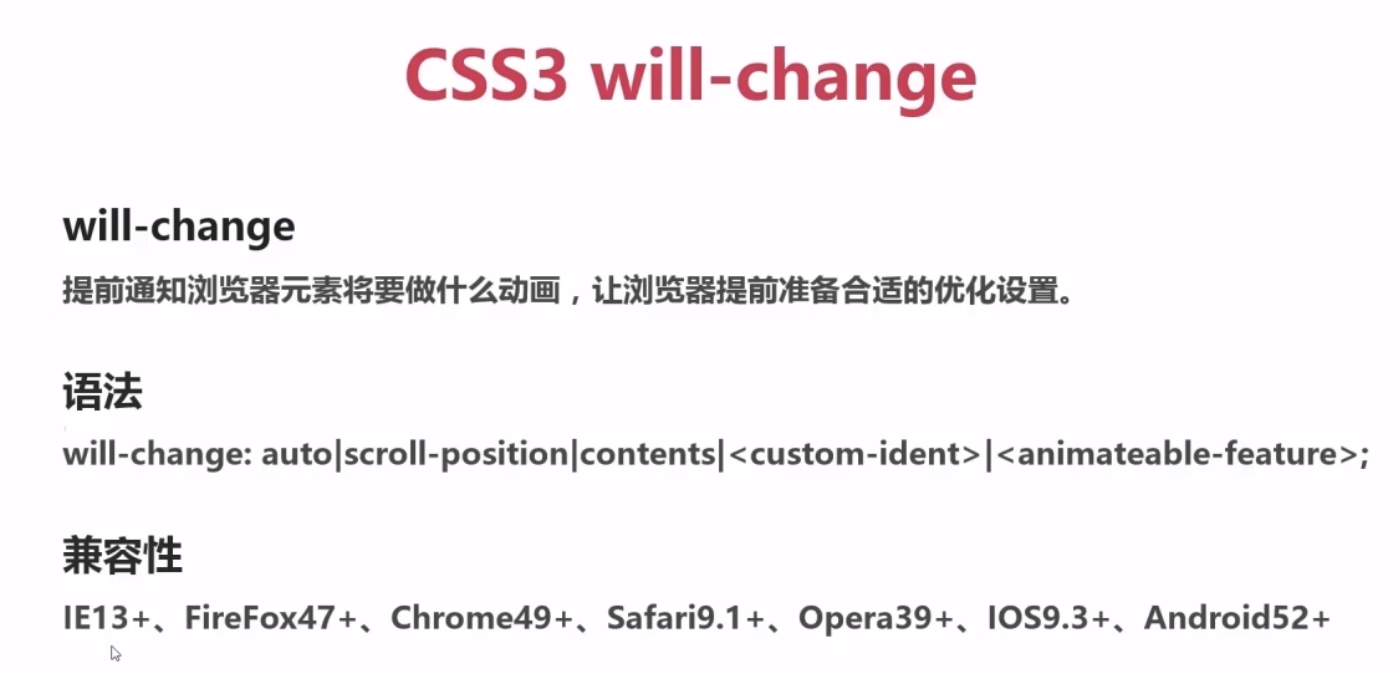 CSS3 will-change
will-change
提前通知浏览器元素将要做什么动画，让浏览器提前准备合适的优化设置。
语法
will-change: auto|scroll-position|contents|<custom-ident>|<animateable-feature>;
兼容性
IE13+、FireFox47+、Chrome49+、Safari9.1+、Opera39+、IOS9.3+、Android52+